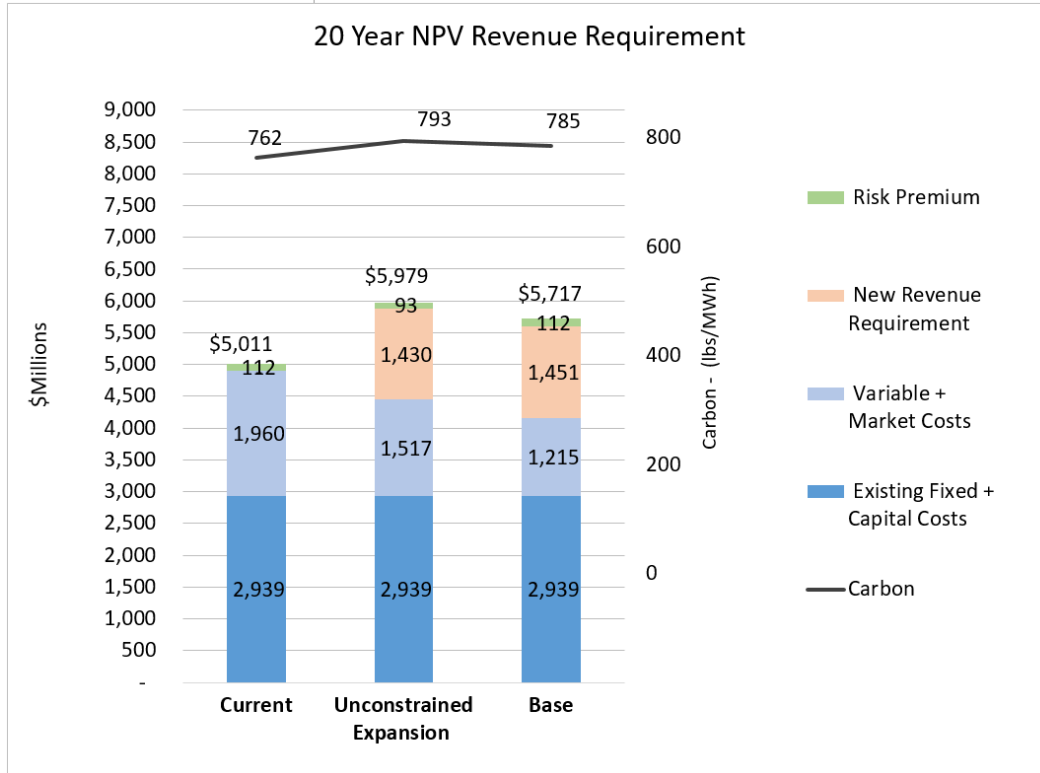 20 Year NPV Revenue Requirement
9,000
8,500
8,000
7,500
7,000
6,500
6,000
5,500
5,000
4,500
4,000
3,500
3,000
2,500
2,000
1,500
1,000
500
-
$Millions
762
793
785
$5,011
112
1,960
2,939
$5,979
93
1,430
1,517
2,939
$5,717
112
1,451
1,215
2,939
Current
Unconstrained
Expansion
Base
800
600
400
200
0
Carbon - (lbs/MWh)
Risk Premium
New Revenue
Requirement
Variable +
Market Costs
Existing Fixed +
Capital Costs
Carbon